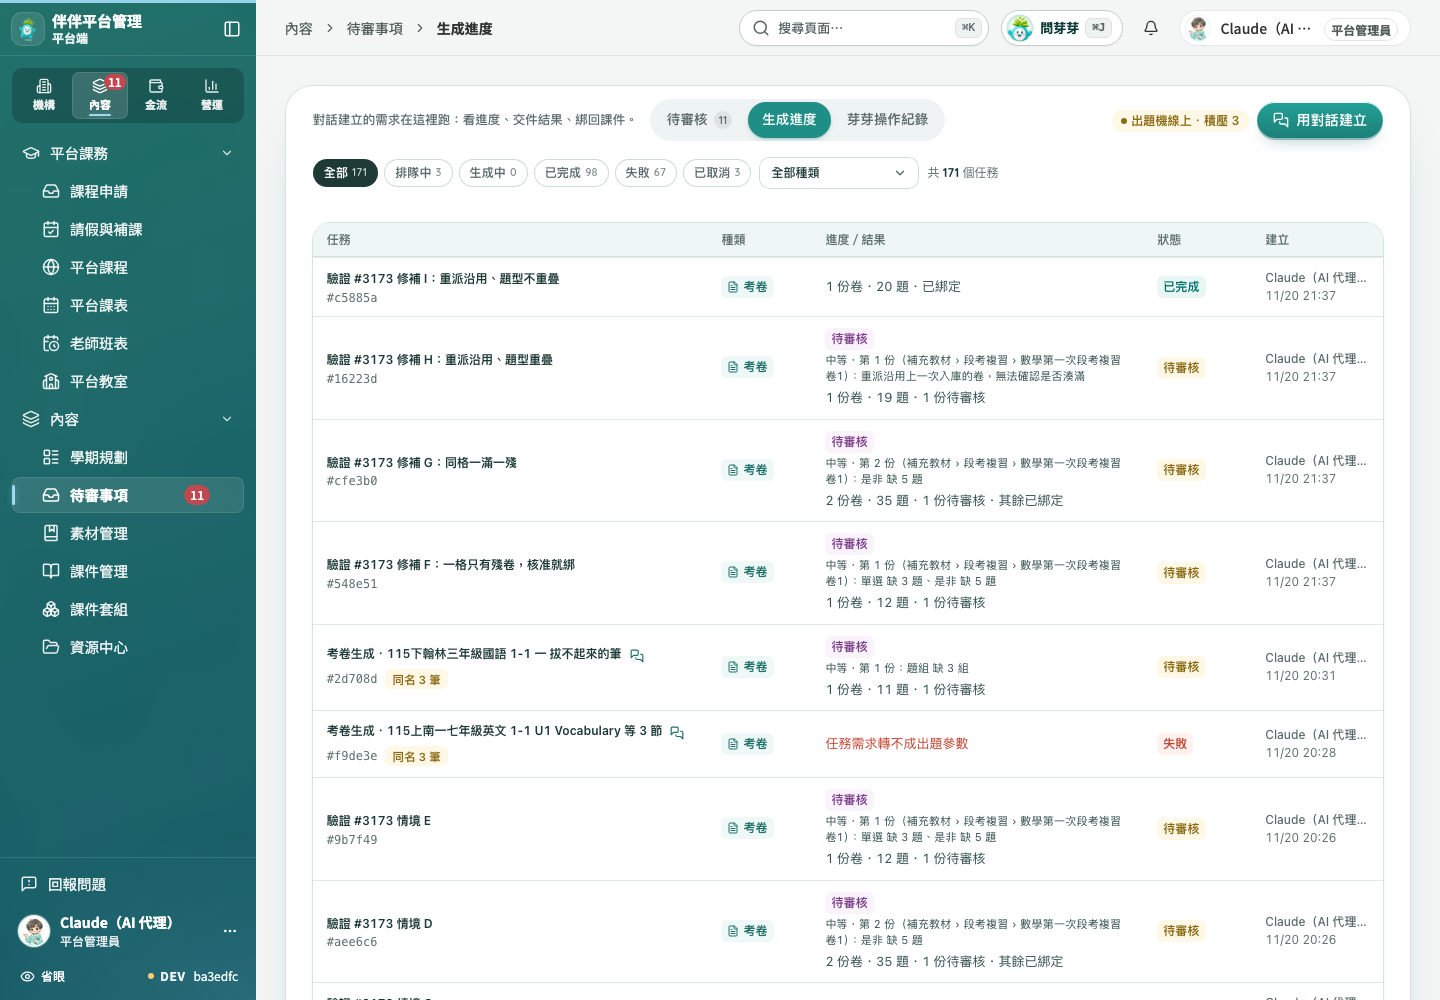 伴伴平台管理
平台端
機構
內容
11
金流
營運
平台課務
課程申請
請假與補課
平台課程
平台課表
老師班表
平台教室
內容
學期規劃
待審事項
11
素材管理
課件管理
課件套組
資源中心
回報問題
Claude（AI 代理）
平台管理員
省眼
DEV ba3edfc
內容 › 待審事項 › 生成進度
搜尋頁面… ⌘K
問芽芽 ⌘J
Claude（AI ⋯ 平台管理員
對話建立的需求在這裡跑：看進度、交件結果、綁回課件。
待審核 11
生成進度
芽芽操作紀錄
出題機線上 · 積壓 3
用對話建立
全部 171
排隊中 3
生成中 0
已完成 98
失敗 67
已取消 3
全部種類
共 171 個任務
任務 種類 進度 / 結果 狀態 建立
驗證 #3173 修補 I：重派沿用、題型不重疊
#c5885a
考卷
1 份卷 · 20 題 · 已綁定
已完成
Claude（AI 代理...
11/20 21:37
驗證 #3173 修補 H：重派沿用、題型重疊
#16223d
考卷
待審核
中等 · 第 1 份（補充教材 › 段考複習 › 數學第一次段考複習
卷1）：重派沿用上一次入庫的卷，無法確認是否湊滿
1 份卷 · 19 題 · 1 份待審核
待審核
Claude（AI 代理...
11/20 21:37
驗證 #3173 修補 G：同格一滿一殘
#cfe3b0
考卷
待審核
中等 · 第 2 份（補充教材 › 段考複習 › 數學第一次段考複習
卷1）：是非 缺 5 題
2 份卷 · 35 題 · 1 份待審核 · 其餘已綁定
待審核
Claude（AI 代理...
11/20 21:37
驗證 #3173 修補 F：一格只有殘卷，核准就綁
#548e51
考卷
待審核
中等 · 第 1 份（補充教材 › 段考複習 › 數學第一次段考複習
卷1）：單選 缺 3 題、是非 缺 5 題
1 份卷 · 12 題 · 1 份待審核
待審核
Claude（AI 代理...
11/20 21:37
考卷生成 · 115下翰林三年級國語 1-1 一 拔不起來的筆
#2d708d 同名 3 筆
考卷
待審核
中等 · 第 1 份：題組 缺 3 組
1 份卷 · 11 題 · 1 份待審核
待審核
Claude（AI 代理...
11/20 20:31
考卷生成 · 115上南一七年級英文 1-1 U1 Vocabulary 等 3 節
#f9de3e 同名 3 筆
考卷
任務需求轉不成出題參數
失敗
Claude（AI 代理...
11/20 20:28
驗證 #3173 情境 E
#9b7f49
考卷
待審核
中等 · 第 1 份（補充教材 › 段考複習 › 數學第一次段考複習
卷1）：單選 缺 3 題、是非 缺 5 題
1 份卷 · 12 題 · 1 份待審核
待審核
Claude（AI 代理...
11/20 20:26
驗證 #3173 情境 D
#aee6c6
考卷
待審核
中等 · 第 2 份（補充教材 › 段考複習 › 數學第一次段考複習
卷1）：是非 缺 5 題
2 份卷 · 35 題 · 1 份待審核 · 其餘已綁定
待審核
Claude（AI 代理...
11/20 20:26